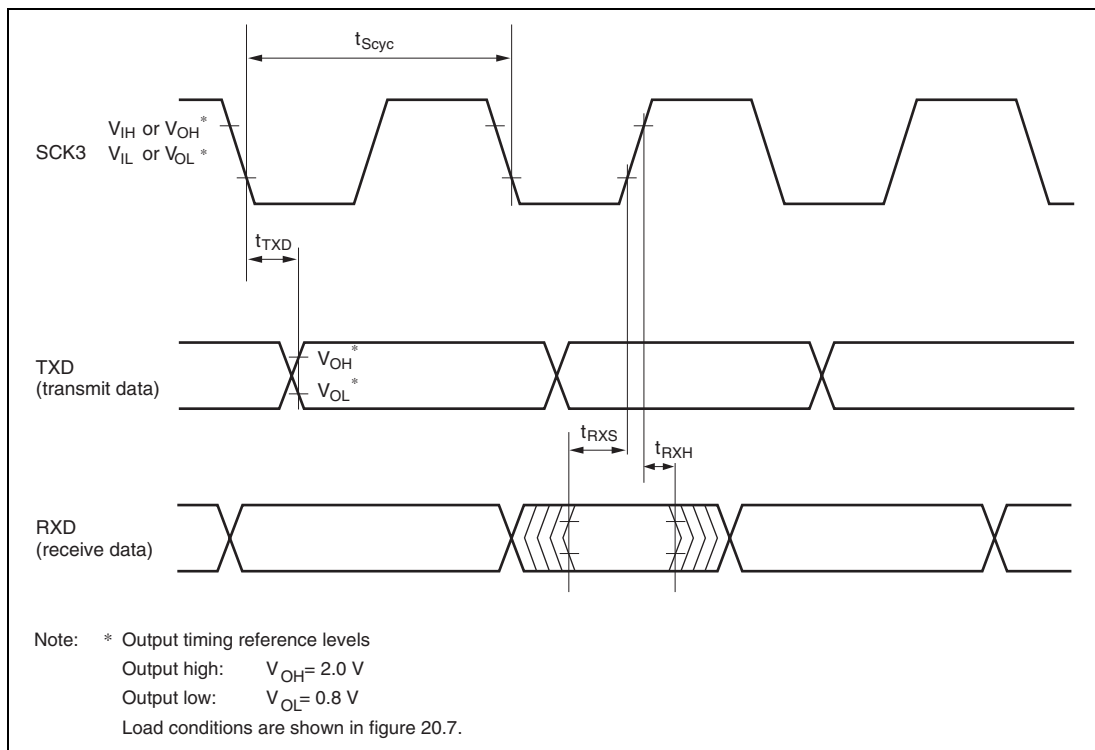 tScyc
SCK3
VIH or VOH*
VIL or VOL*
tTXD
TXD
(transmit data)
VOH*
VOL*
tRXS
tRXH
RXD
(receive data)
Note: * Output timing reference levels
Output high: VOH= 2.0 V
Output low: VOL= 0.8 V
Load conditions are shown in figure 20.7.